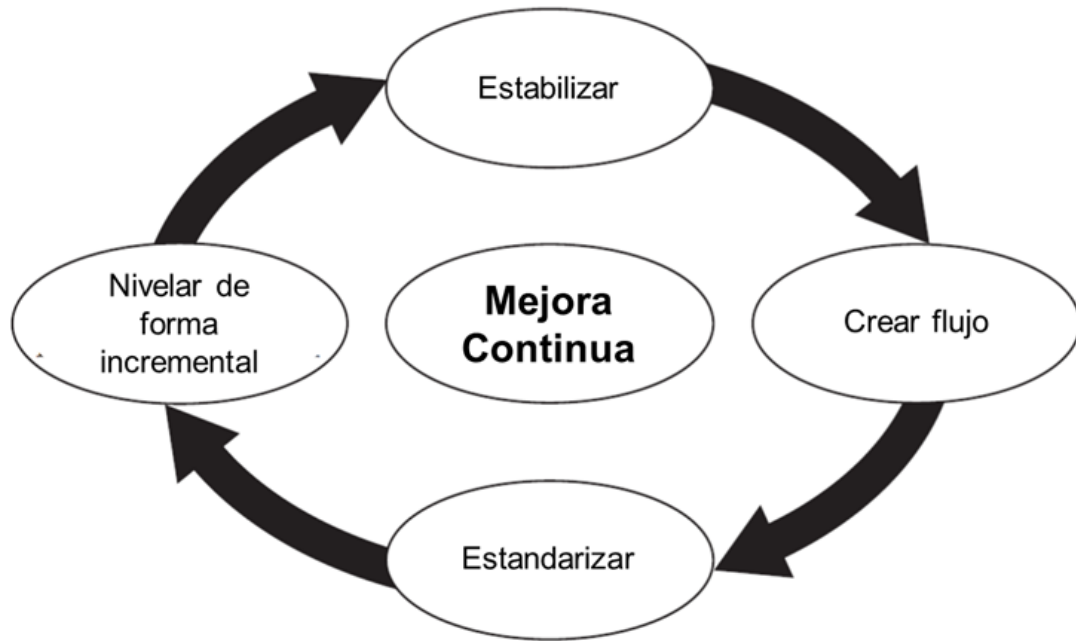 Estabilizar
Nivelar de
forma
incremental
Mejora
Continua
Crear flujo
Estandarizar